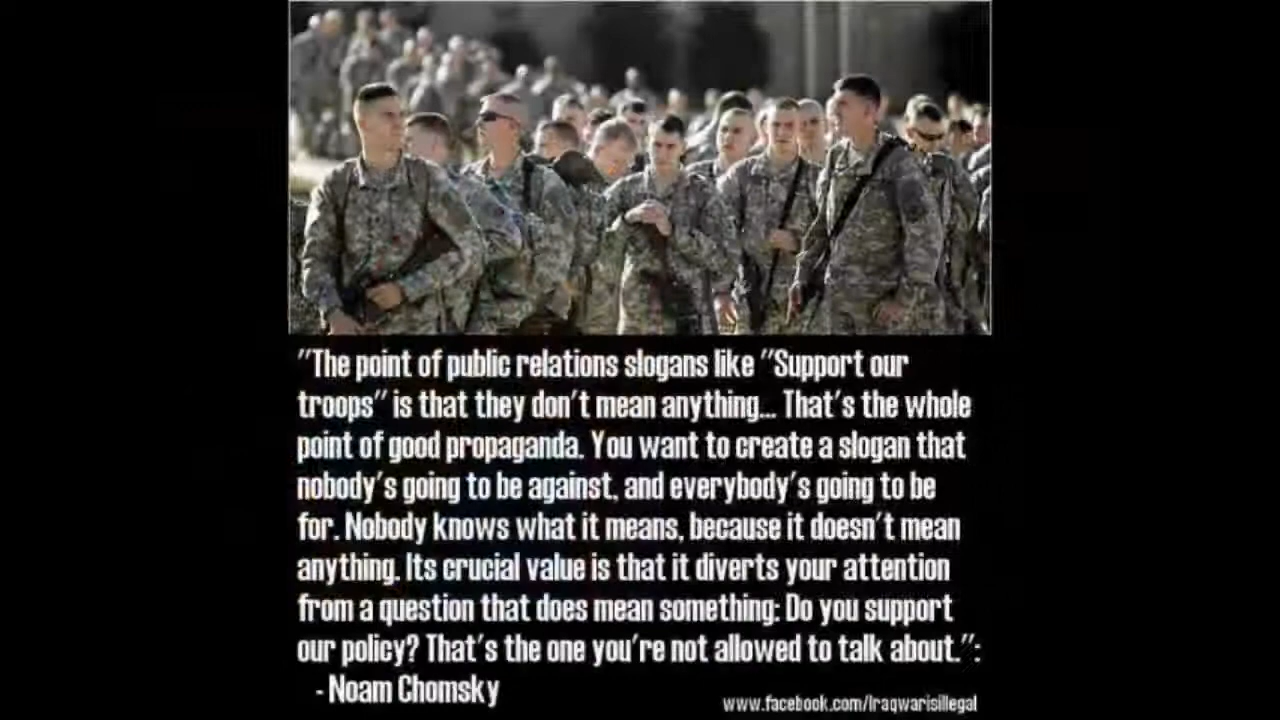 "The point of public relations slogans like "Support our
troops" is that they don't mean anything... That's the whole
point of good propaganda. You want to create a slogan that
nobody's going to be against, and everybody's going to be
for. Nobody knows what it means, because it doesn't mean
anything. Its crucial value is that it diverts your attention
from a question that does mean something: Do you support
our policy? That's the one you're not allowed to talk about.":
- Noam Chomsky
www.facebook.com/Iraqwarisillegal